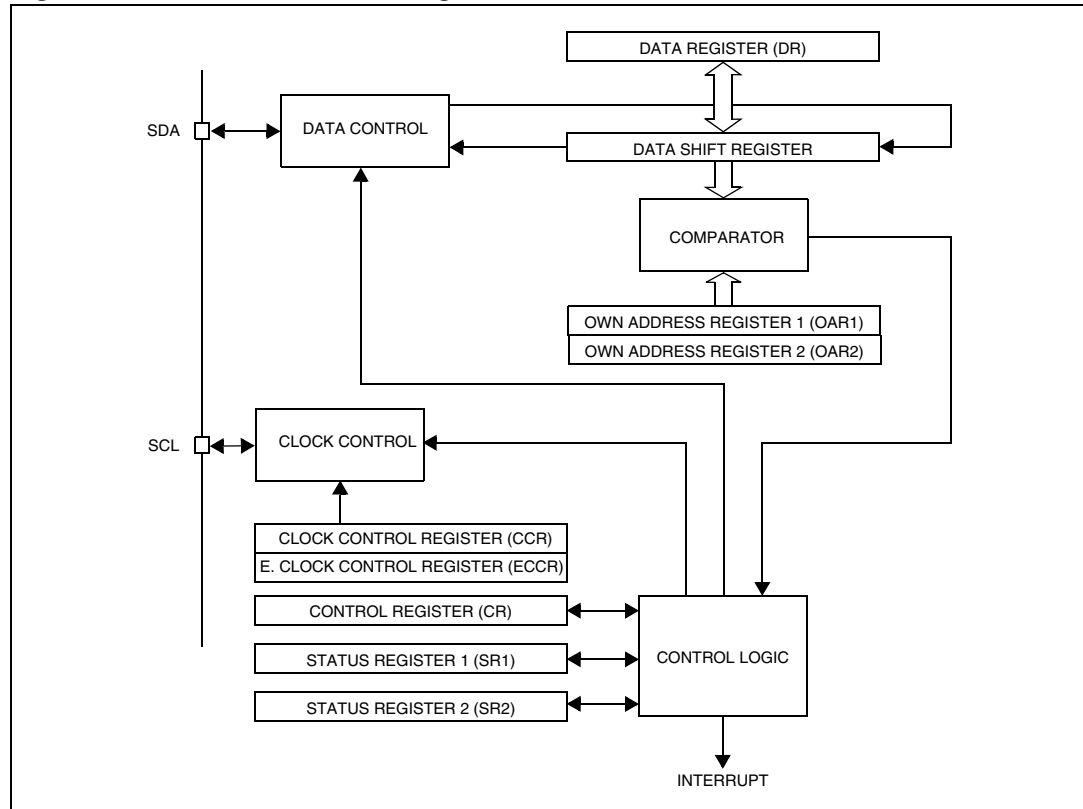 DATA REGISTER (DR)
SDA
DATA CONTROL
DATA SHIFT REGISTER
COMPARATOR
OWN ADDRESS REGISTER 1 (OAR1)
OWN ADDRESS REGISTER 2 (OAR2)
SCL
CLOCK CONTROL
CLOCK CONTROL REGISTER (CCR)
E. CLOCK CONTROL REGISTER (ECCR)
CONTROL REGISTER (CR)
STATUS REGISTER 1 (SR1)
CONTROL LOGIC
STATUS REGISTER 2 (SR2)
INTERRUPT